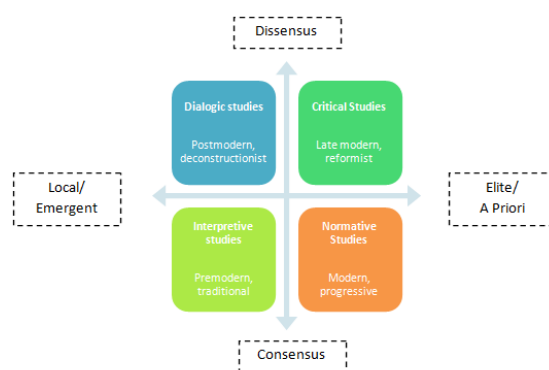 Dissensus
Dialogic studies
Postmodern,
deconstructionist
Critical Studies
Late modern,
reformist
Local/
Emergent
Elite/
A Priori
Interpretive
studies
Premodern,
traditional
Normative
Studies
Modern,
progressive
Consensus